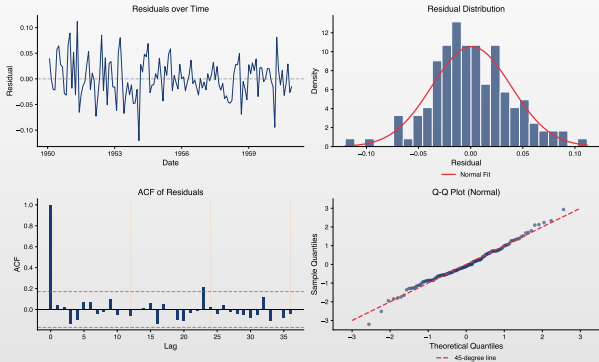 Residuals over Time
Residual
0.10
0.05
0.00
−0.05
−0.10
1950 1953 1956 1959
Date
Residual Distribution
Density
12
10
8
6
4
2
0
−0.10 −0.05 0.00 0.05 0.10
Residual
Normal Fit
ACF of Residuals
ACF
1.0
0.8
0.6
0.4
0.2
0.0
0 5 10 15 20 25 30 35
Lag
Q-Q Plot (Normal)
Sample Quantiles
3
2
1
0
−1
−2
−3
−3 −2 −1 0 1 2 3
Theoretical Quantiles
45-degree line